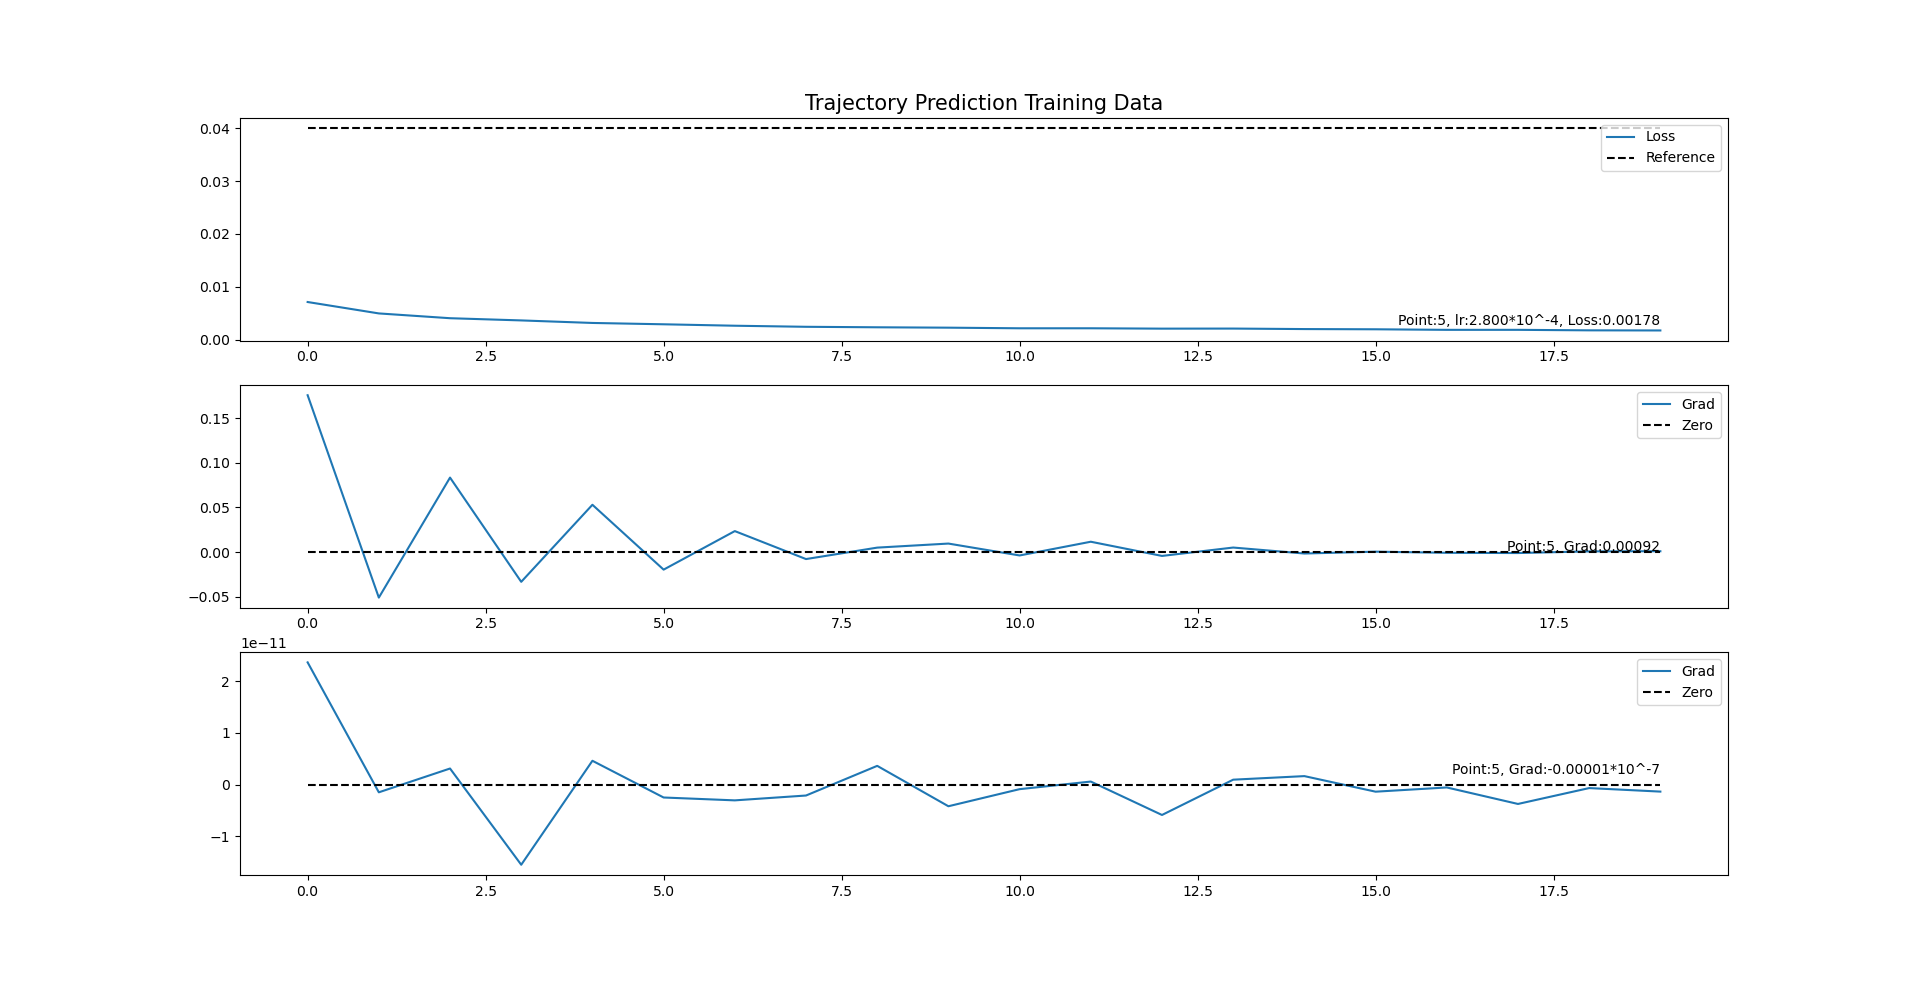 Trajectory Prediction Training Data
0.04
0.03
0.02
0.01
0.00
Loss
Reference
Point:5, lr:2.800*10^-4, Loss:0.00178
0.0 2.5 5.0 7.5 10.0 12.5 15.0 17.5
0.15
0.10
0.05
0.00
−0.05
Grad
Zero
Point:5, Grad:0.00092
0.0 2.5 5.0 7.5 10.0 12.5 15.0 17.5
1e−11
2
1
0
−1
Grad
Zero
Point:5, Grad:-0.00001*10^-7
0.0 2.5 5.0 7.5 10.0 12.5 15.0 17.5